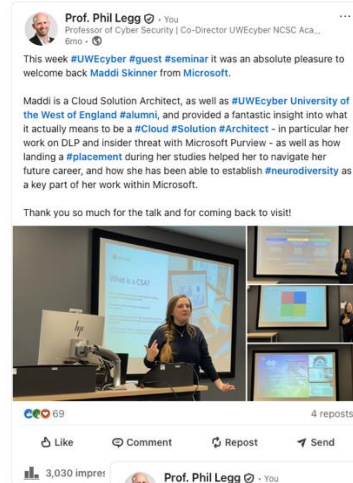 Prof. Phil Legg · You
Professor of Cyber Security | Co-Director UWEcyber NCSC Aca...
6mo ·
This week #UWEcyber #guest #seminar it was an absolute pleasure to
welcome back Maddi Skinner from Microsoft.
Maddi is a Cloud Solution Architect, as well as #UWEcyber University of
the West of England #alumni, and provided a fantastic insight into what
it actually means to be a #Cloud #Solution #Architect - in particular her
work on DLP and insider threat with Microsoft Purview - as well as how
landing a #placement during her studies helped her to navigate her
future career, and how she has been able to establish #neurodiversity as
a key part of her work within Microsoft.
Thank you so much for the talk and for coming back to visit!
What is a CSA?
hp
69
4 reposts
Like
Comment
Repost
Send
3,030 impres
Prof. Phil Legg · You